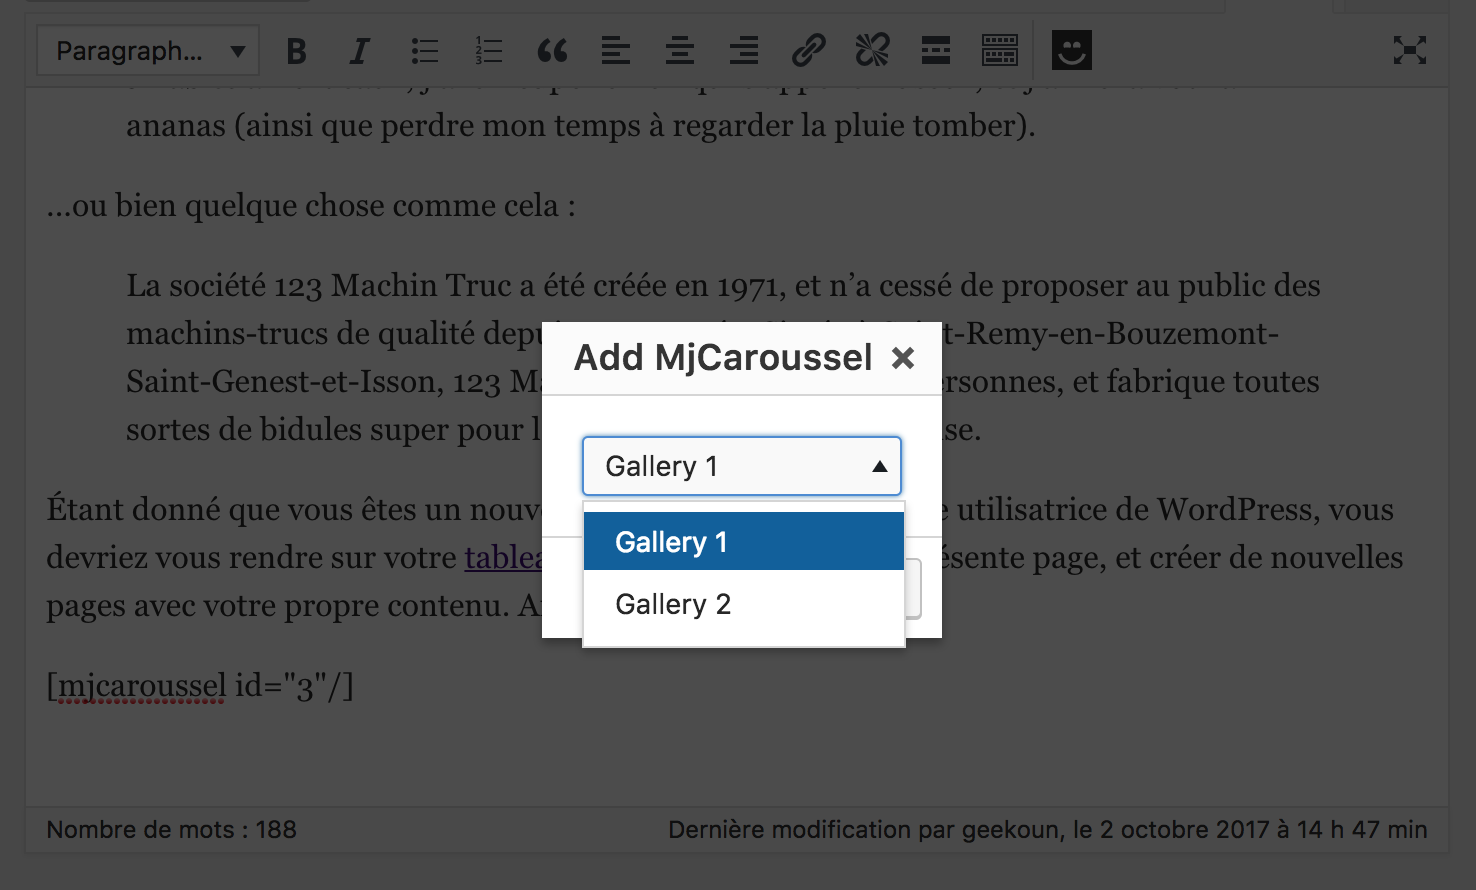 Paragraph...
ananas (ainsi que perdre mon temps à regarder la pluie tomber).
...ou bien quelque chose comme cela :
La société 123 Machin Truc a été créée en 1971, et n’a cessé de proposer au public des
machins-trucs de qualité depu t-Remy-en-Bouzemont-
Saint-Genest-et-Isson, 123 M ersonnes, et fabrique toutes
sortes de bidules super pour l se.
Étant donné que vous êtes un nouv e utilisatrice de WordPress, vous
devriez vous rendre sur votre tablea ésente page, et créer de nouvelles
pages avec votre propre contenu. A
[mjcaroussel id="3"/]
Add MjCaroussel
Gallery 1
Gallery 1
Gallery 2
Nombre de mots : 188
Dernière modification par geekoun, le 2 octobre 2017 à 14 h 47 min